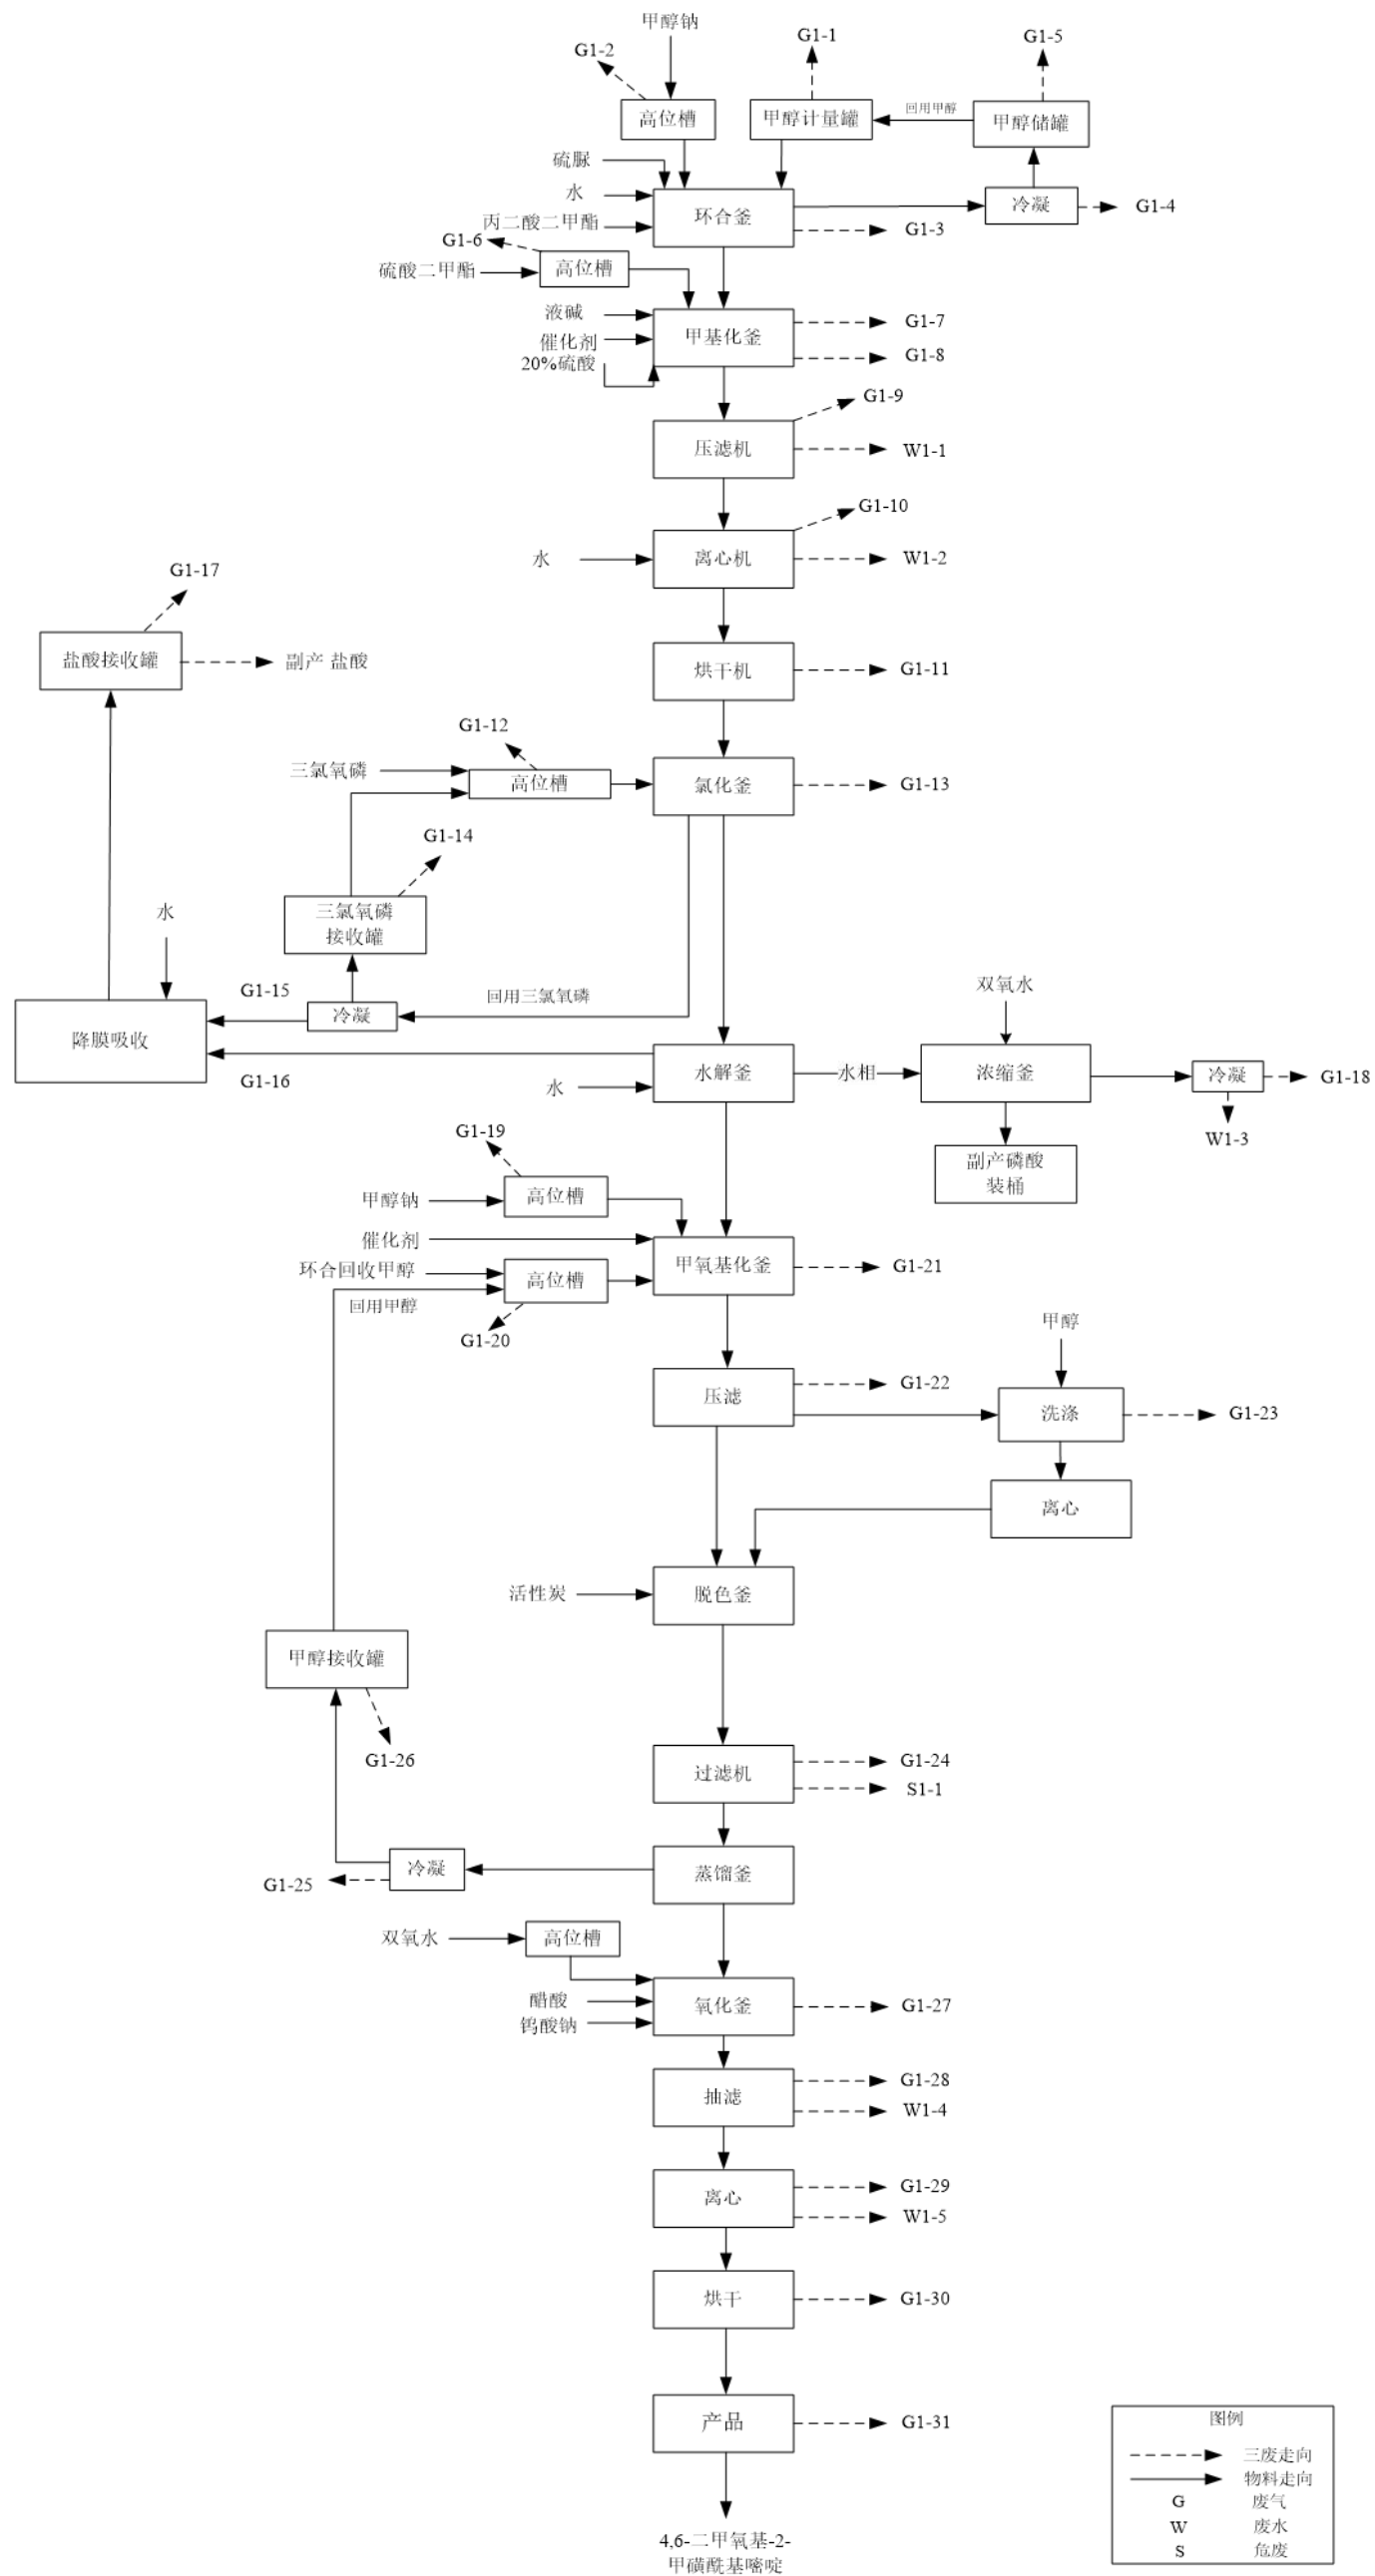 甲醇钠
G1-2
G1-1
G1-5
高位槽
甲醇计量罐
回用甲醇
甲醇储罐
硫脲
水
丙二酸二甲酯
环合釜
冷凝
G1-4
G1-3
G1-6
硫酸二甲酯
高位槽
液碱
催化剂
20%硫酸
甲基化釜
G1-7
G1-8
G1-9
压滤机
W1-1
G1-10
水
离心机
W1-2
G1-17
盐酸接收罐
副产 盐酸
烘干机
G1-11
G1-12
三氯氧磷
高位槽
氯化釜
G1-13
G1-14
三氯氧磷
接收罐
水
G1-15
冷凝
回用三氯氧磷
双氧水
降膜吸收
G1-16
水
水解釜
水相
浓缩釜
冷凝
G1-18
W1-3
副产磷酸
装桶
G1-19
甲醇钠
高位槽
催化剂
环合回收甲醇
高位槽
回用甲醇
甲氧基化釜
G1-21
G1-20
甲醇
压滤
G1-22
洗涤
G1-23
离心
活性炭
脱色釜
甲醇接收罐
G1-26
过滤机
G1-24
S1-1
冷凝
G1-25
蒸馏釜
双氧水
高位槽
醋酸
钨酸钠
氧化釜
G1-27
抽滤
G1-28
W1-4
离心
G1-29
W1-5
烘干
G1-30
产品
G1-31
4,6-二甲氧基-2-
甲磺酰基嘧啶
图例
三废走向
物料走向
G 废气
W 废水
S 危废